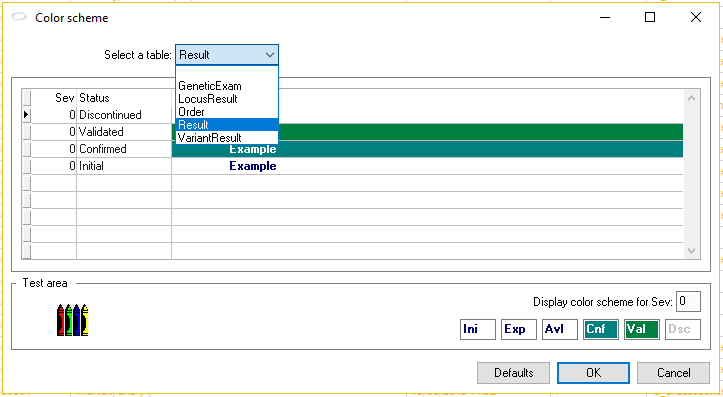 Color scheme
Select a table: Result
GeneticExam
LocusResult
Order
Result
VariantResult
Sev Status
0 Discontinued
0 Validated
0 Confirmed Example
0 Initial Example
Test area
Display color scheme for Sev: 0
Ini Exp Avl Cnf Val Dsc
Defaults OK Cancel